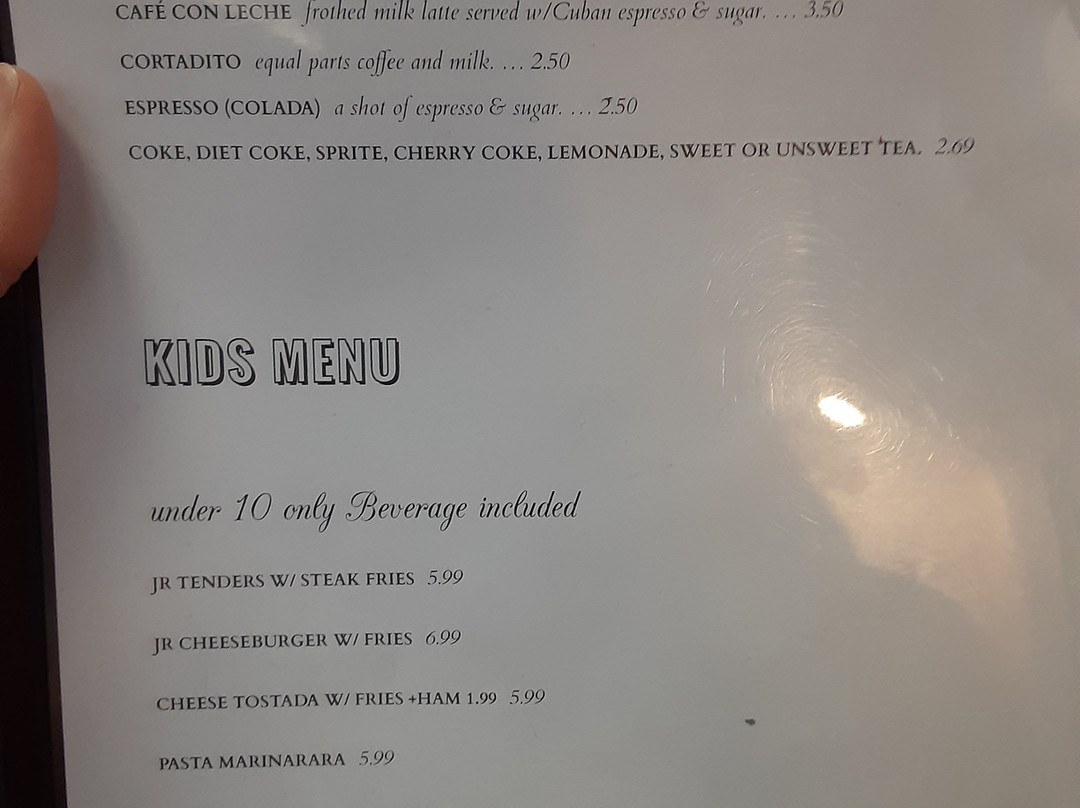 CAFÉ CON LECHE frothed milk latte served w/Cuban espresso & sugar. ... 3.50
CORTADITO equal parts coffee and milk. ... 2.50
ESPRESSO (COLADA) a shot of espresso & sugar. ... 2.50
COKE, DIET COKE, SPRITE, CHERRY COKE, LEMONADE, SWEET OR UNSWEET TEA. 2.69
KIDS MENU
under 10 only Beverage included
JR TENDERS W/ STEAK FRIES 5.99
JR CHEESEBURGER W/ FRIES 6.99
CHEESE TOSTADA W/ FRIES +HAM 1.99 5.99
PASTA MARINARARA 5.99